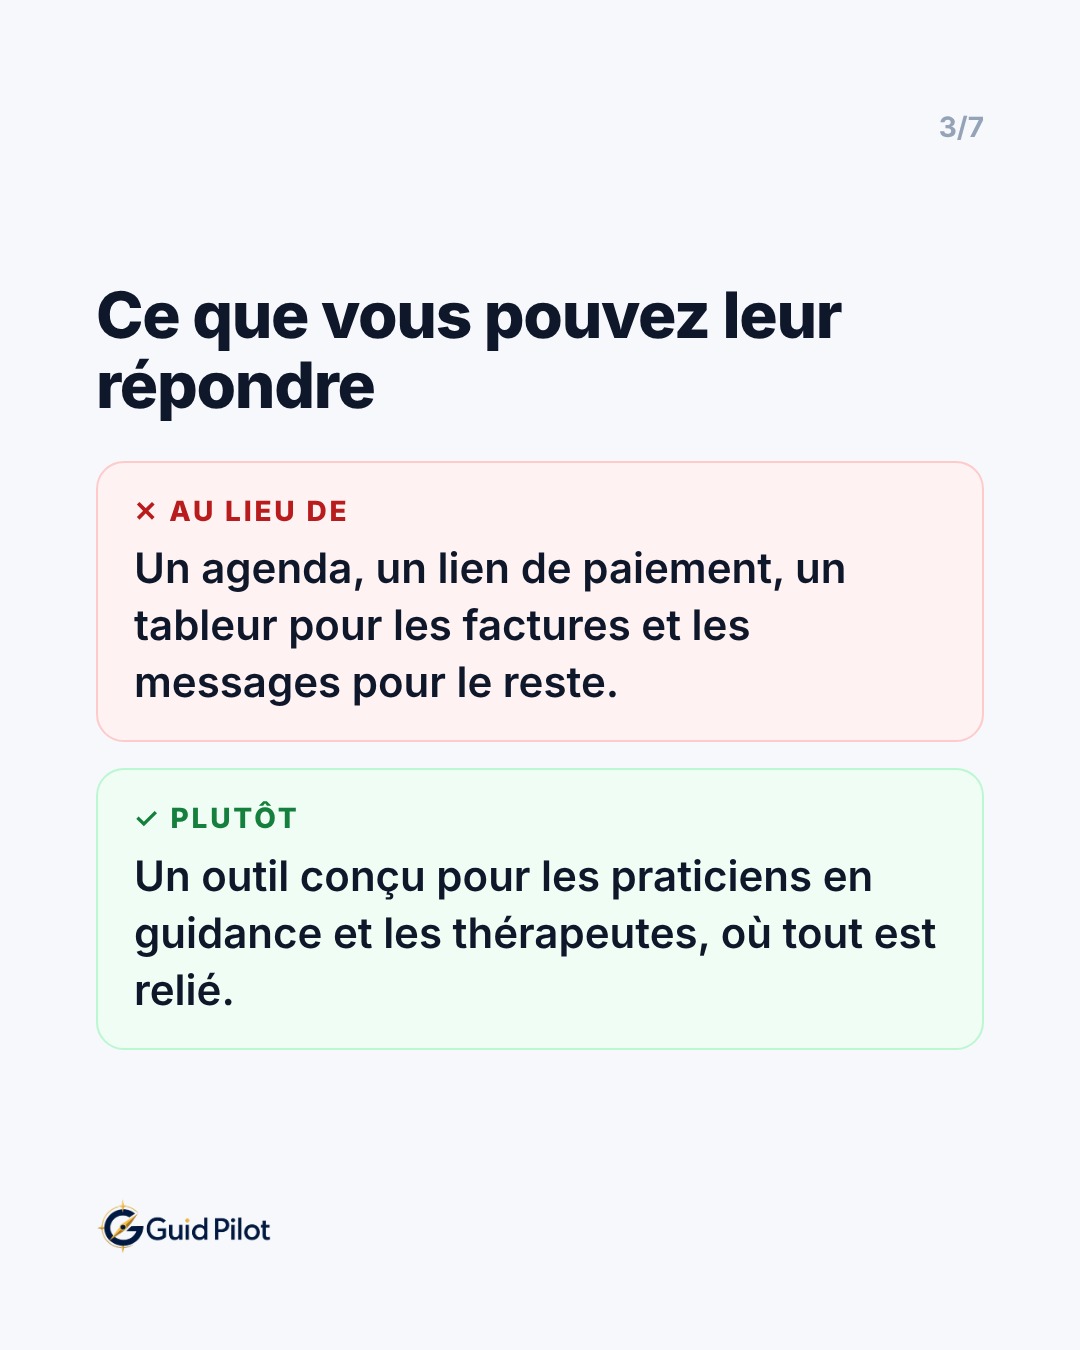 3/7
Ce que vous pouvez leur
répondre
✕ AU LIEU DE
Un agenda, un lien de paiement, un
tableur pour les factures et les
messages pour le reste.
✓ PLUTÔT
Un outil conçu pour les praticiens en
guidance et les thérapeutes, où tout est
relié.
Guid Pilot